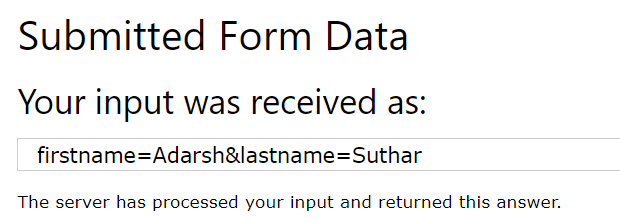 Submitted Form Data
Your input was received as:
firstname=Adarsh&lastname=Suthar
The server has processed your input and returned this answer.